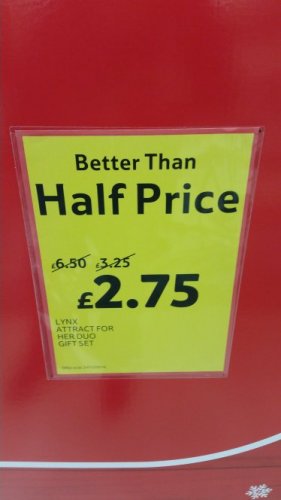 Better Than
Half Price
£6.50 £3.25
£2.75
LYNX
ATTRACT FOR
HER DUO
GIFT SET